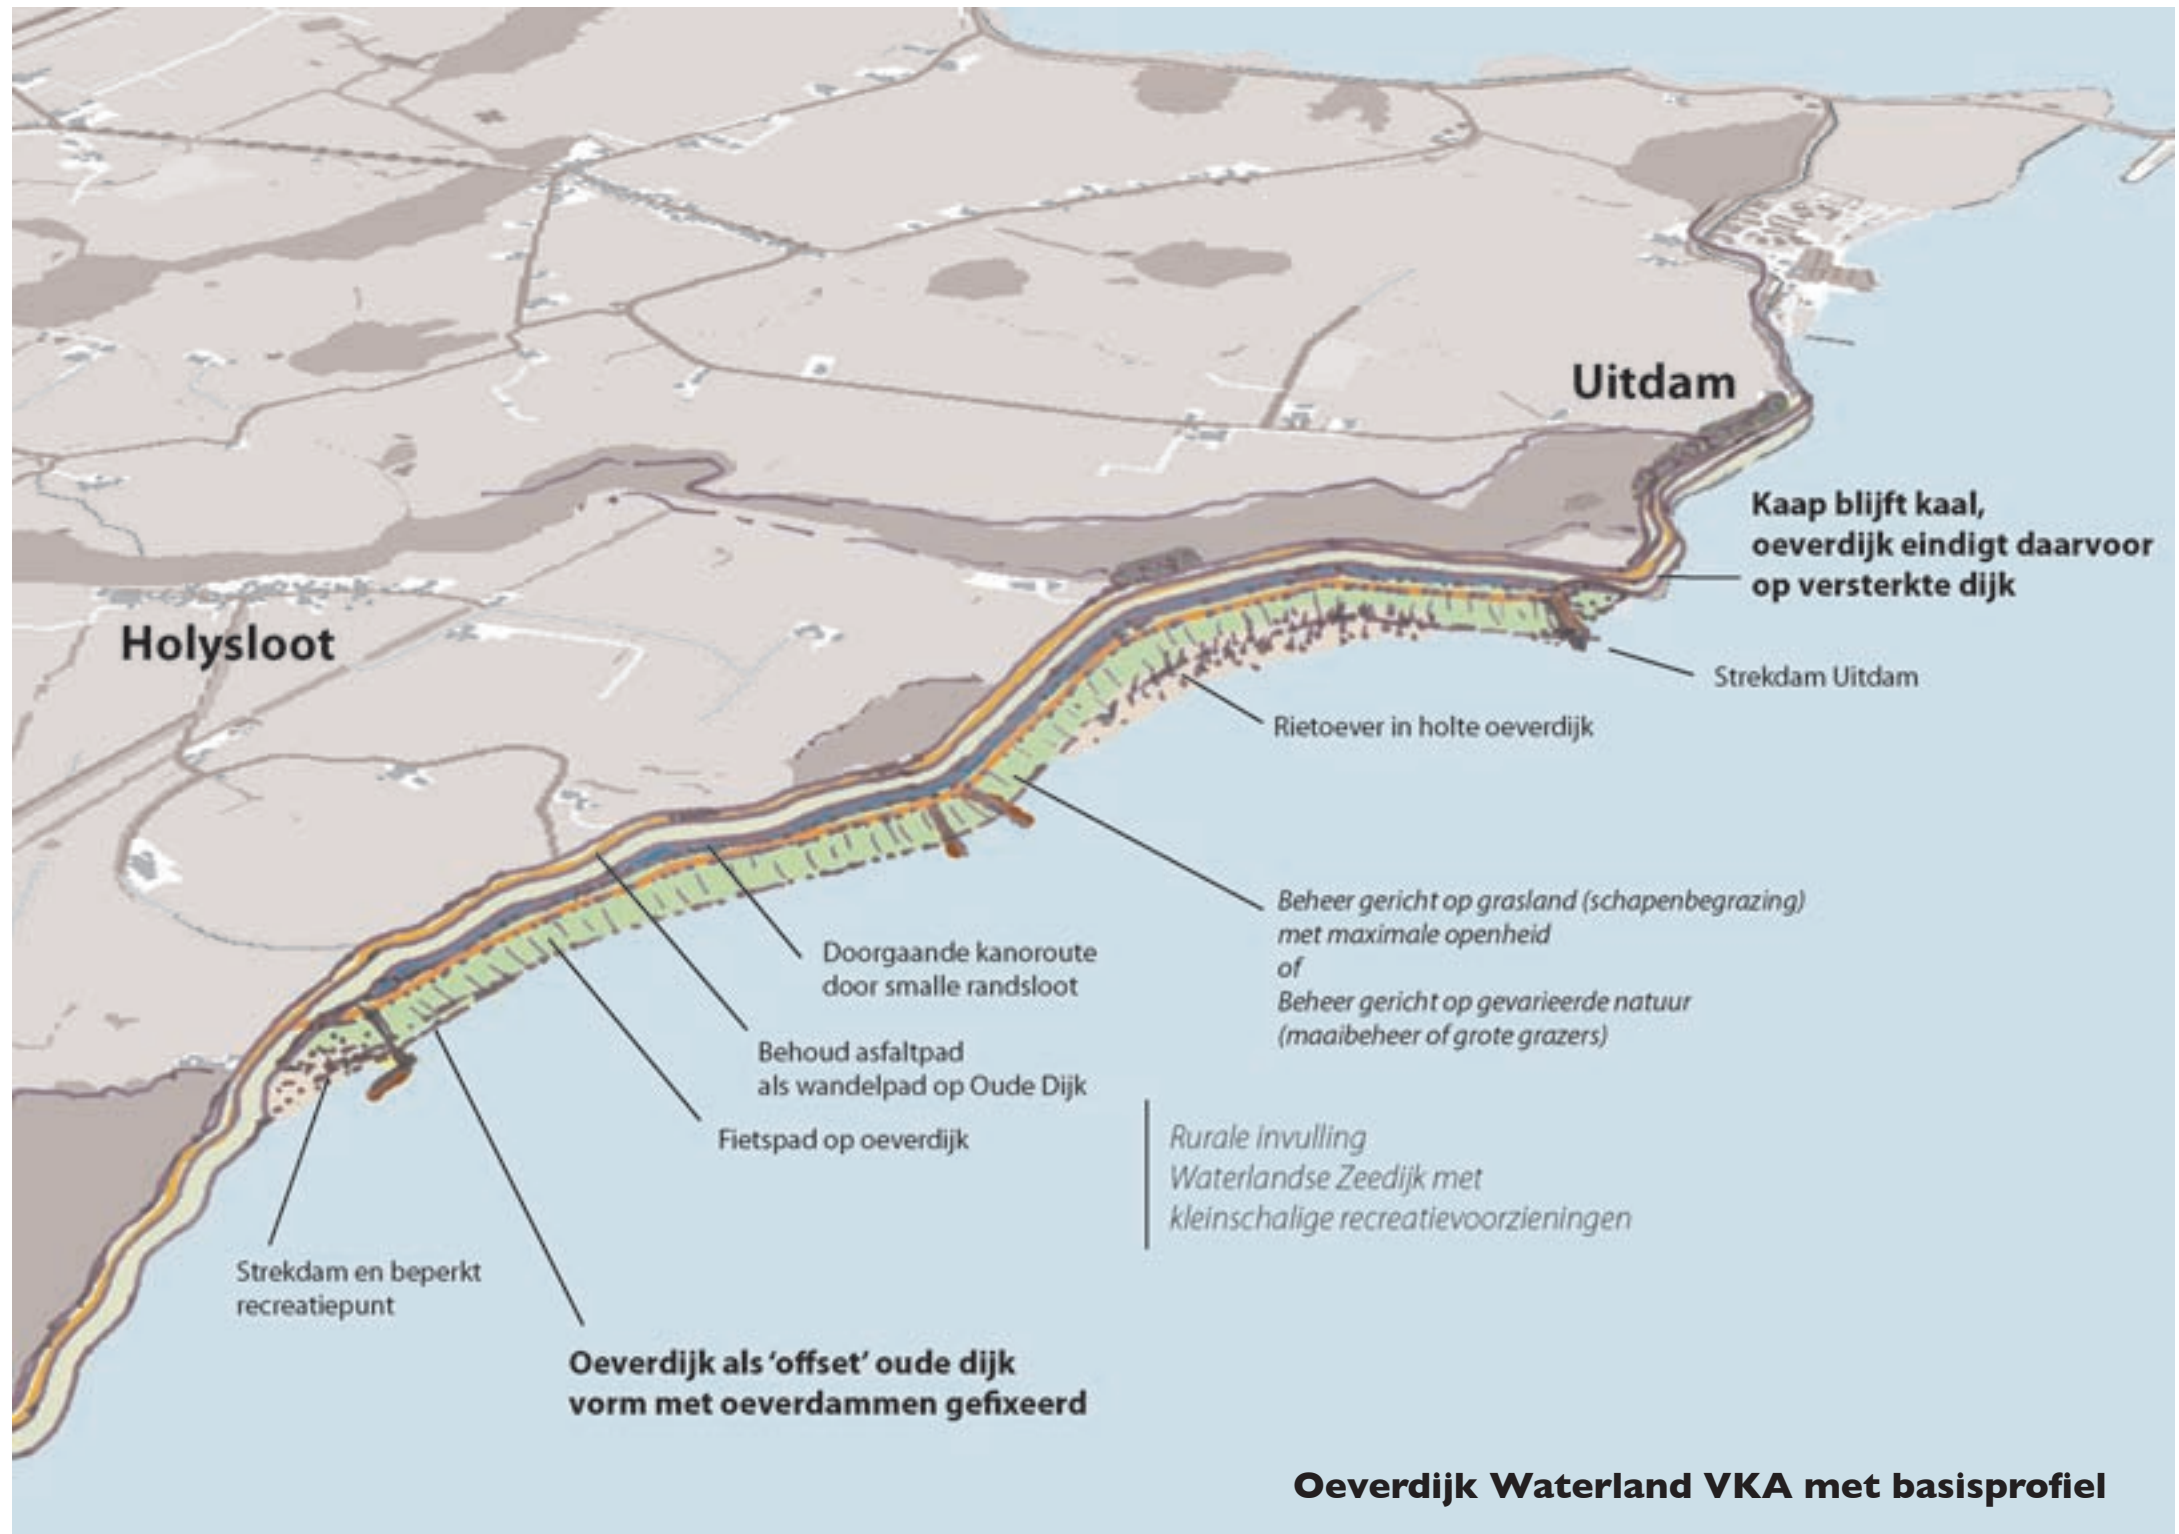 Uitdam
Kaap blijft kaal,
oeverdijk eindigt daarvoor
op versterkte dijk
Holysloot
Strekdam Uitdam
Rietoever in holte oeverdijk
Beheer gericht op grasland (schapenbegrazing)
met maximale openheid
of
Beheer gericht op gevarieerde natuur
(maaibeheer of grote grazers)
Doorgaande kanoroute
door smalle randsloot
Behoud asfaltpad
als wandelpad op Oude Dijk
Fietspad op oeverdijk
Rurale invulling
Waterlandse Zeedijk met
kleinschalige recreatievoorzieningen
Strekdam en beperkt
recreatiepunt
Oeverdijk als ‘offset’ oude dijk
vorm met oeverdammen gefixeerd
Oeverdijk Waterland VKA met basisprofiel